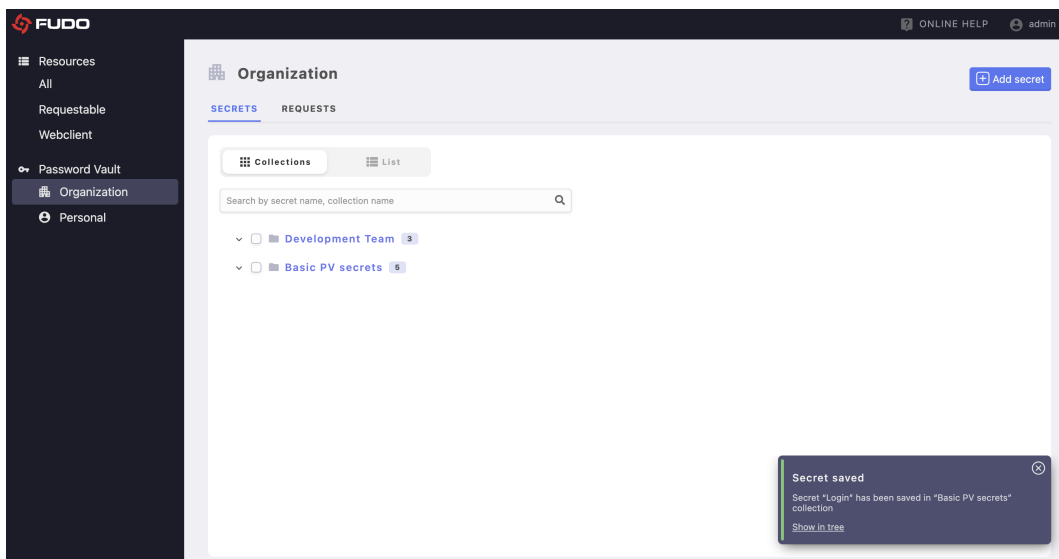 FUDO
ONLINE HELP
admin
Resources
All
Requestable
Webclient
Password Vault
Organization
Personal
Organization
Add secret
SECRETS REQUESTS
Collections
List
Search by secret name, collection name
Development Team 3
Basic PV secrets 5
Secret saved
Secret "Login" has been saved in "Basic PV secrets"
collection
Show in tree